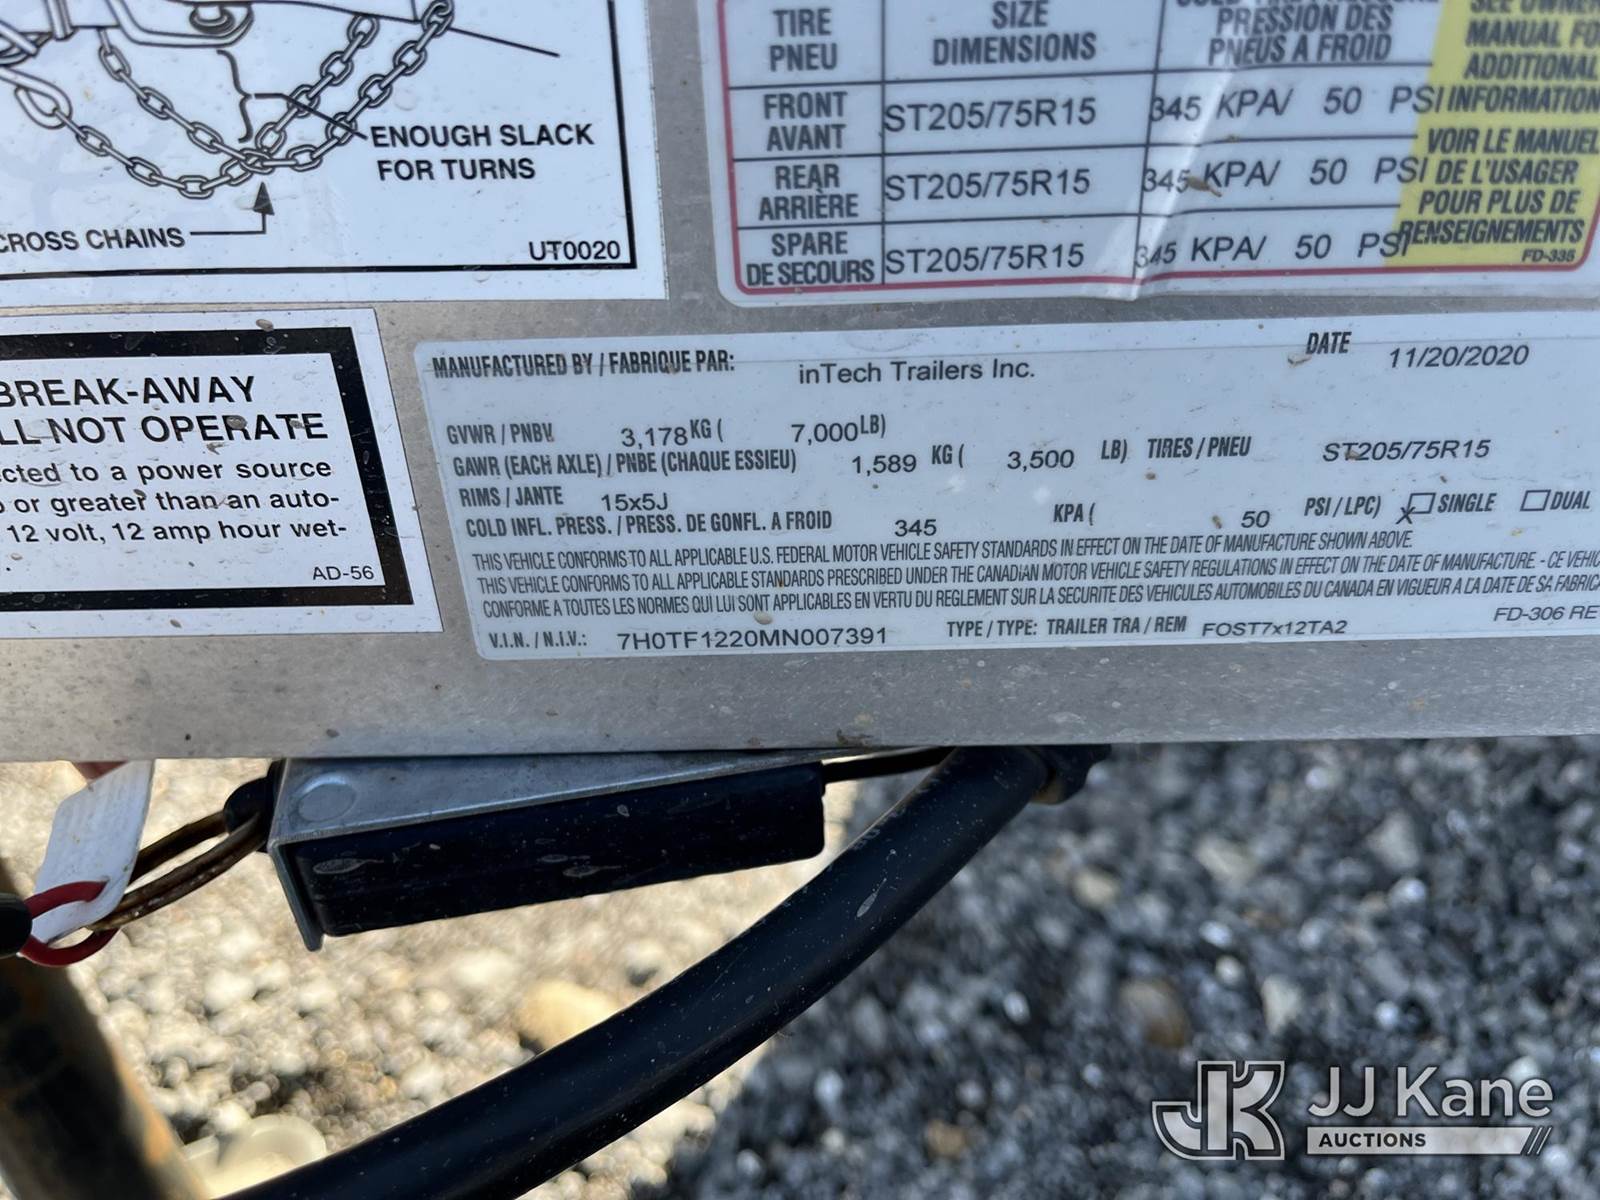 ENOUGH SLACK
FOR TURNS
CROSS CHAINS
UT0020
TIRE
PNEU
SIZE
DIMENSIONS
PRESSION DES
PNEUS A FROID
SEE OWNER
MANUAL FO
ADDITIONAL
INFORMATION
VOIR LE MANUEL
DE L'USAGER
POUR PLUS DE
RENSEIGNEMENTS
FD-335
FRONT
AVANT
ST205/75R15 345 KPA/ 50 PSI
REAR
ARRIÈRE
ST205/75R15 345 KPA/ 50 PSI
SPARE
DE SECOURS
ST205/75R15 345 KPA/ 50 PSI
BREAK-AWAY
LL NOT OPERATE
cted to a power source
or greater than an auto-
12 volt, 12 amp hour wet-
AD-56
MANUFACTURED BY / FABRIQUE PAR: inTech Trailers Inc. DATE 11/20/2020
GVWR / PNBV 3,178 KG ( 7,000 LB)
GAWR (EACH AXLE) / PNBE (CHAQUE ESSIEU) 1,589 KG ( 3,500 LB) TIRES / PNEU ST205/75R15
RIMS / JANTE 15x5J
COLD INFL. PRESS. / PRESS. DE GONFL. A FROID 345 KPA ( 50 PSI / LPC) X SINGLE DUAL
THIS VEHICLE CONFORMS TO ALL APPLICABLE U.S. FEDERAL MOTOR VEHICLE SAFETY STANDARDS IN EFFECT ON THE DATE OF MANUFACTURE SHOWN ABOVE.
THIS VEHICLE CONFORMS TO ALL APPLICABLE STANDARDS PRESCRIBED UNDER THE CANADIAN MOTOR VEHICLE SAFETY REGULATIONS IN EFFECT ON THE DATE OF MANUFACTURE. - CE VEHIC
CONFORME A TOUTES LES NORMES QUI LUI SONT APPLICABLES EN VERTU DU REGLEMENT SUR LA SECURITE DES VEHICULES AUTOMOBILES DU CANADA EN VIGUEUR A LA DATE DE SA FABRICA
FD-306 RE
V.I.N. / N.I.V.: 7H0TF1220MN007391 TYPE / TYPE: TRAILER TRA / REM FOST7x12TA2
JK JJ Kane
AUCTIONS